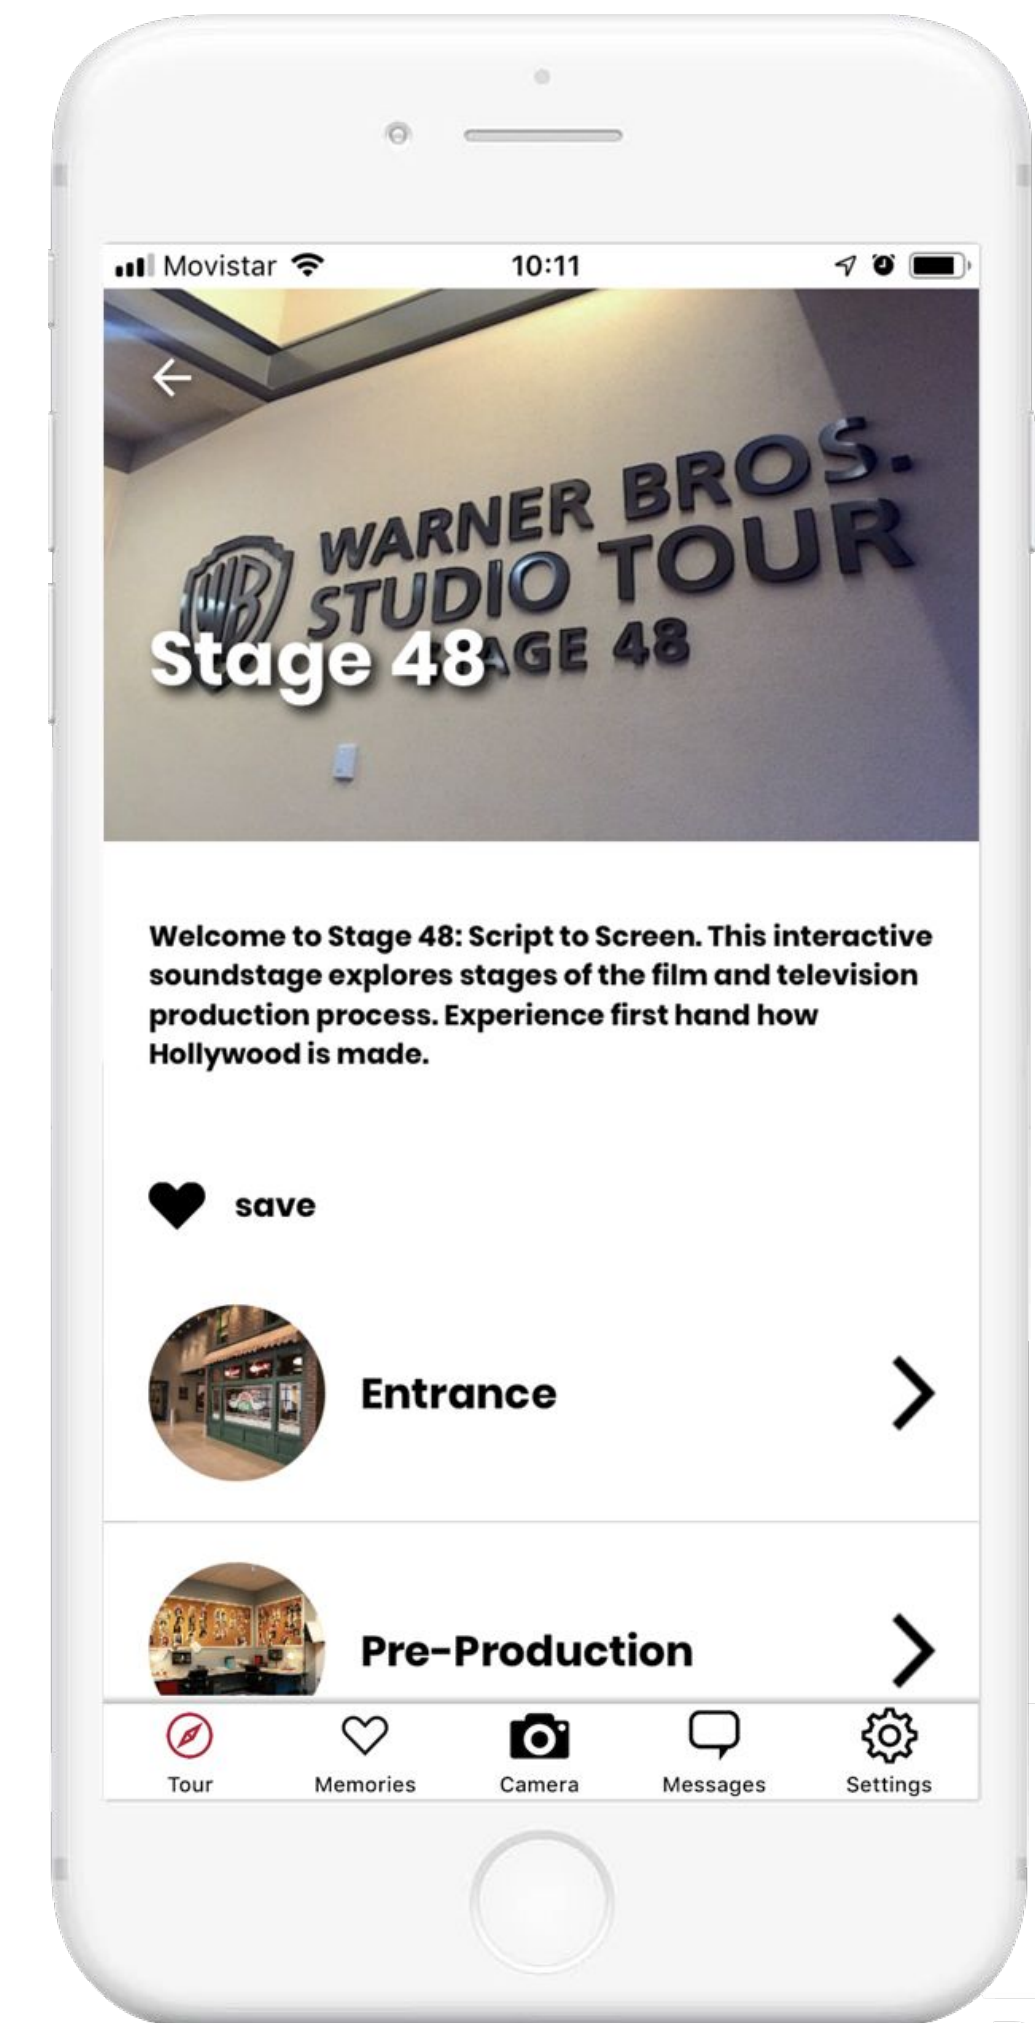 Movistar 10:11
WB WARNER BROS.
STUDIO TOUR
AGE 48
Stage 48
Welcome to Stage 48: Script to Screen. This interactive
soundstage explores stages of the film and television
production process. Experience first hand how
Hollywood is made.
save
Entrance
Pre-Production
Tour Memories Camera Messages Settings